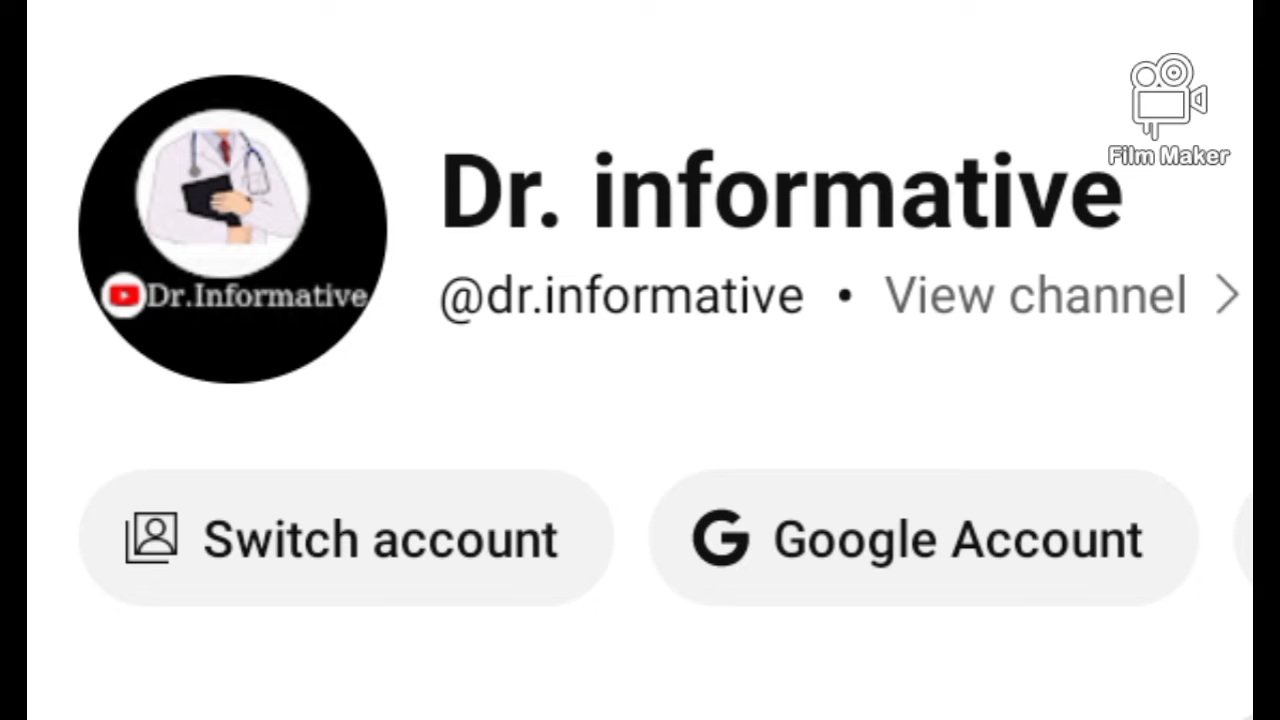 Film Maker
Dr. informative
@dr.informative • View channel
Dr.Informative
Switch account
Google Account